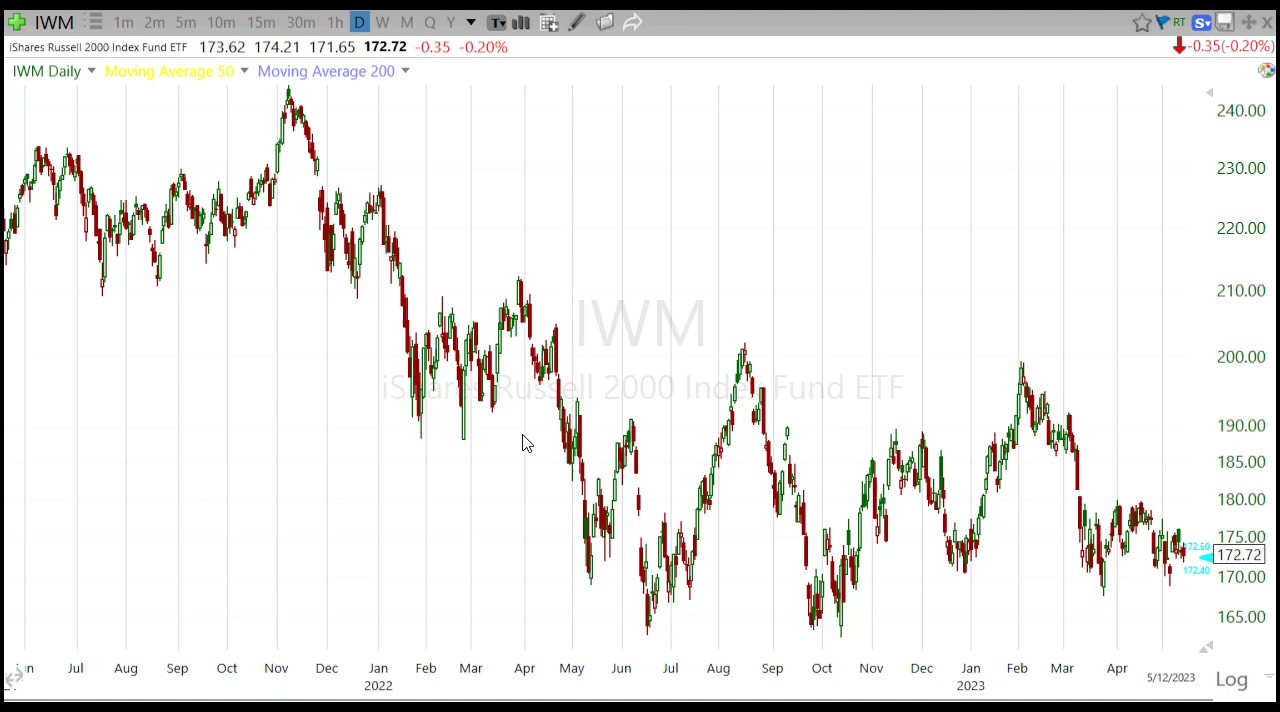 IWM 1m 2m 5m 10m 15m 30m 1h D W M Q Y T RT S
iShares Russell 2000 Index Fund ETF 173.62 174.21 171.65 172.72 -0.35 -0.20% -0.35(-0.20%)
IWM Daily Moving Average 50 Moving Average 200
240.00
230.00
220.00
210.00
IWM
200.00
iShares Russell 2000 Index Fund ETF
190.00
185.00
180.00
175.00
172.50
172.72
172.40
170.00
165.00
Jul Aug Sep Oct Nov Dec Jan Feb Mar Apr May Jun Jul Aug Sep Oct Nov Dec Jan Feb Mar Apr 5/12/2023 Log
2022 2023